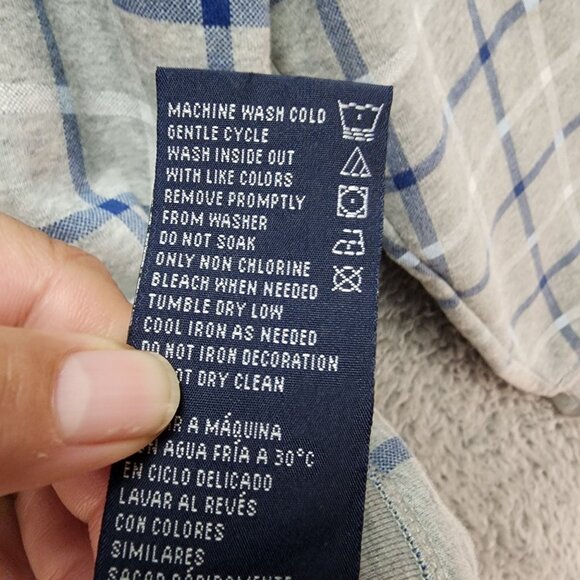 MACHINE WASH COLD
GENTLE CYCLE
WASH INSIDE OUT
WITH LIKE COLORS
REMOVE PROMPTLY
FROM WASHER
DO NOT SOAK
ONLY NON CHLORINE
BLEACH WHEN NEEDED
TUMBLE DRY LOW
COOL IRON AS NEEDED
DO NOT IRON DECORATION
DRY CLEAN
A MÁQUINA
AGUA FRÍA A 30°C
EN CICLO DELICADO
LAVAR AL REVÉS
CON COLORES
SIMILARES